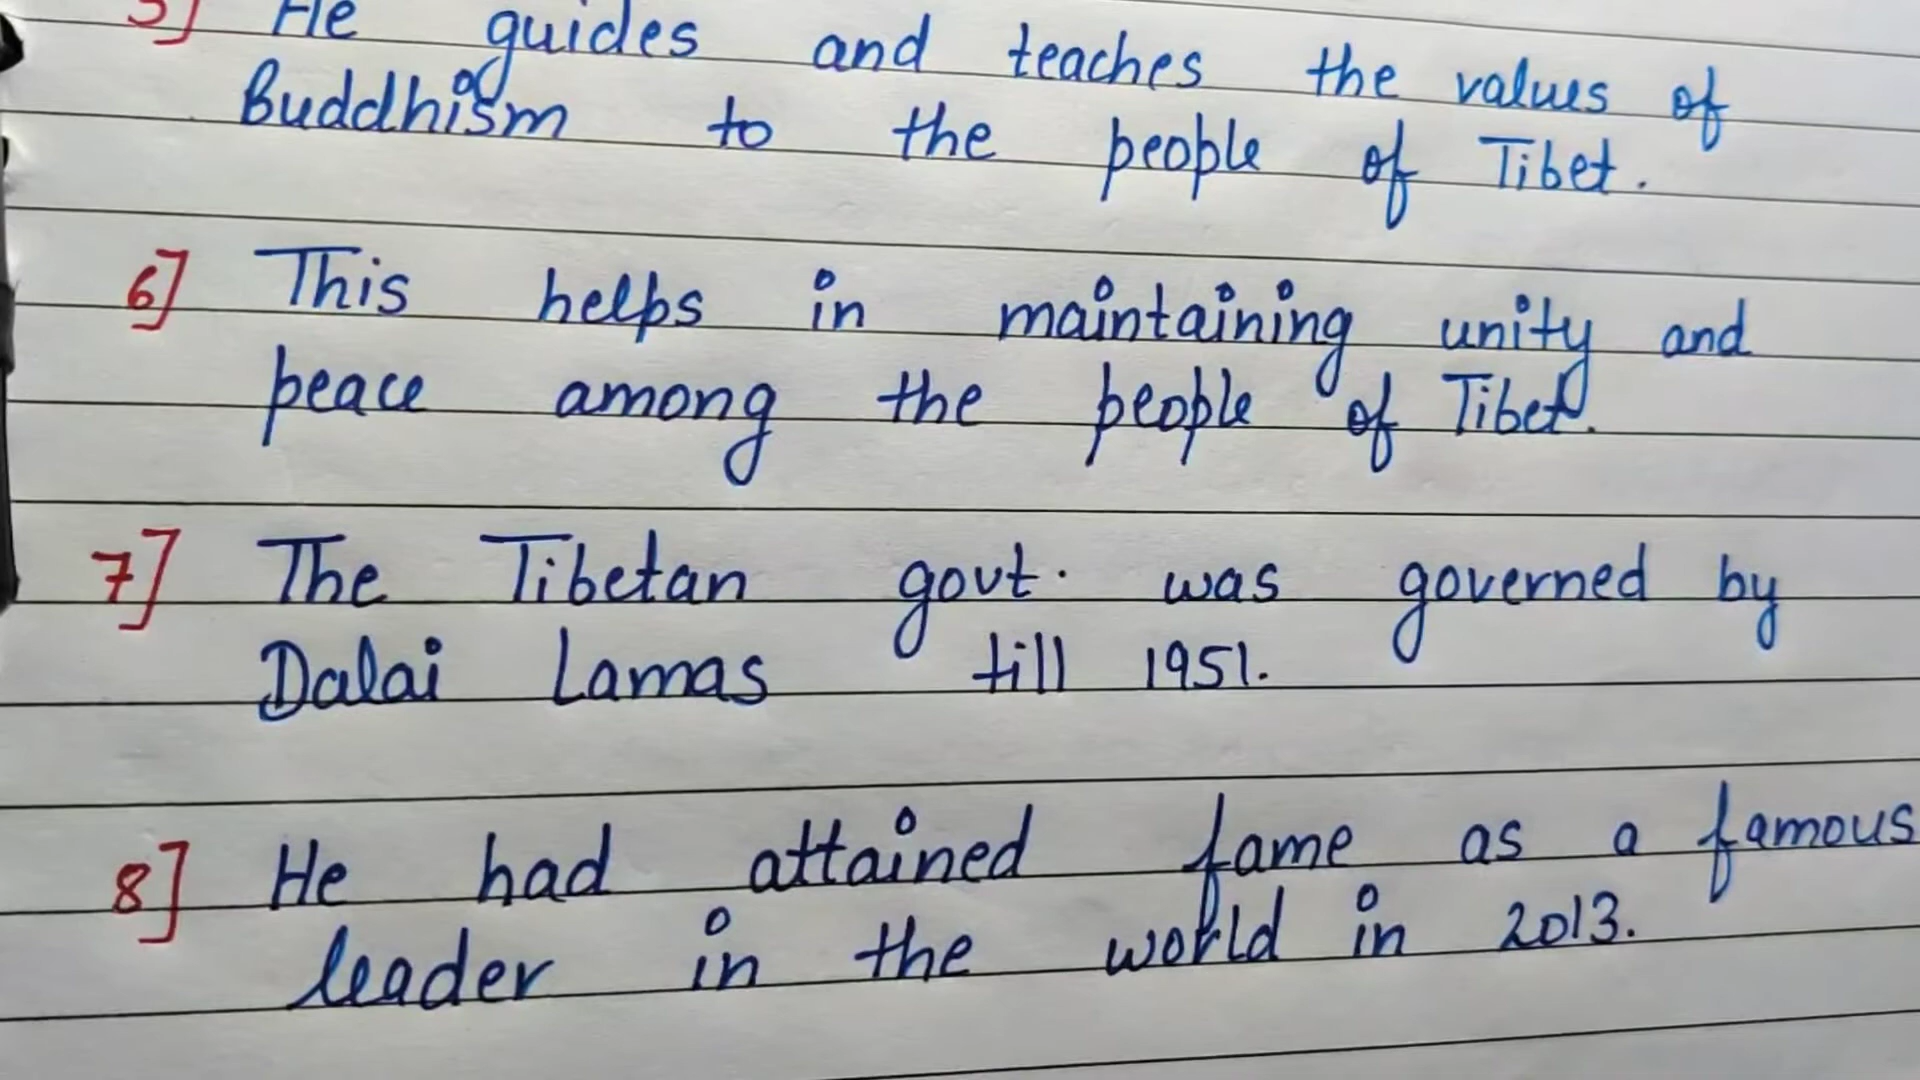 5] He guides and teaches the values of
Buddhism to the people of Tibet.
6] This helps in maintaining unity and
peace among the people of Tibet.
7] The Tibetan govt. was governed by
Dalai Lamas till 1951.
8] He had attained fame as a famous
leader in the world in 2013.